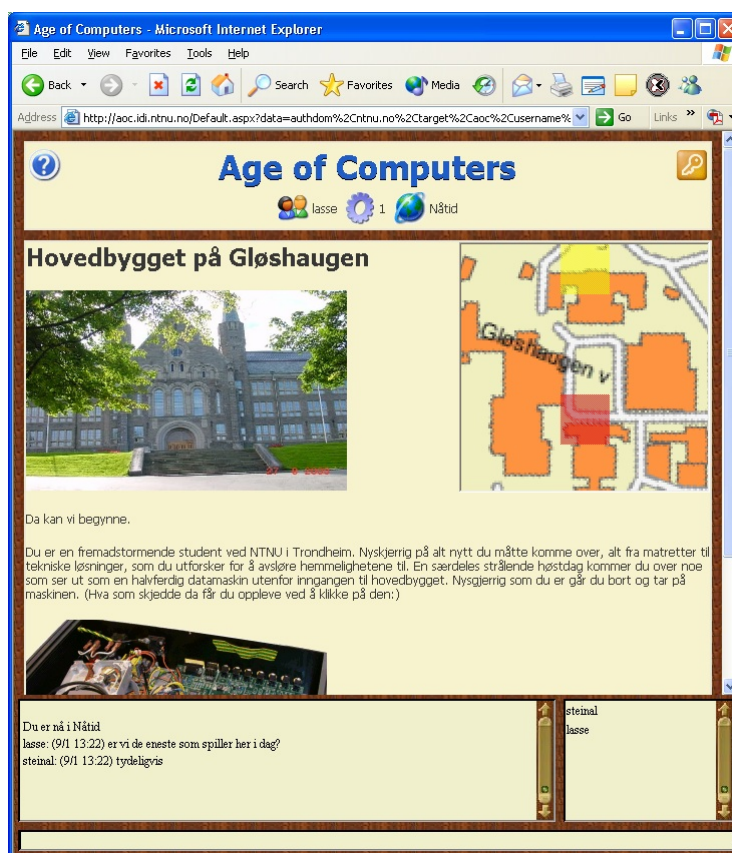 Age of Computers - Microsoft Internet Explorer
File Edit View Favorites Tools Help
Back Search Favorites Media
Address http://aoc.idi.ntnu.no/Default.aspx?data=authdom%2Cntnu.no%2Ctarget%2Caoc%2Cusername% Go Links »
Age of Computers
lasse 1 Nåtid
Hovedbygget på Gløshaugen
Gløshaugen v
Da kan vi begynne.
Du er en fremadstormende student ved NTNU i Trondheim. Nyskjerrig på alt nytt du måtte komme over, alt fra matretter til
tekniske løsninger, som du utforsker for å avsløre hemmelighetene til. En særdeles strålende høstdag kommer du over noe
som ser ut som en halvferdig datamaskin utenfor inngangen til hovedbygget. Nysgjerrig som du er går du bort og tar på
maskinen. (Hva som skjedde da får du oppleve ved å klikke på den:)
Du er nå i Nåtid
lasse: (9/1 13:22) er vi de eneste som spiller her i dag?
steinal: (9/1 13:22) tydeligvis
steinal
lasse